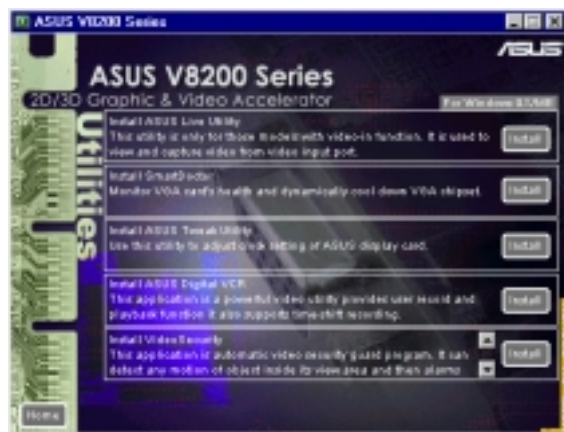 ASUS V8200 Series
ASUS
ASUS V8200 Series
2D/3D Graphic & Video Accelerator
For Windows 9X/ME
Utilities
Install ASUS Live Utility
This utility is only for those models with video-in function. It is used to
view and capture video from video input port.
Install
Install SmartDoctor
Monitor VGA card's health and dynamically cool down VGA chipset.
Install
Install ASUS Tweak Utility
Use this utility to adjust clock setting of ASUS display card.
Install
Install ASUS Digital VCR
This application is a powerful video utility provides user record and
playback function it also supports time-shift recording.
Install
Install VideoSecurity
This application is automatic video security guard program. It can
detect any motion of object inside its view area and then alarms
Install
Home